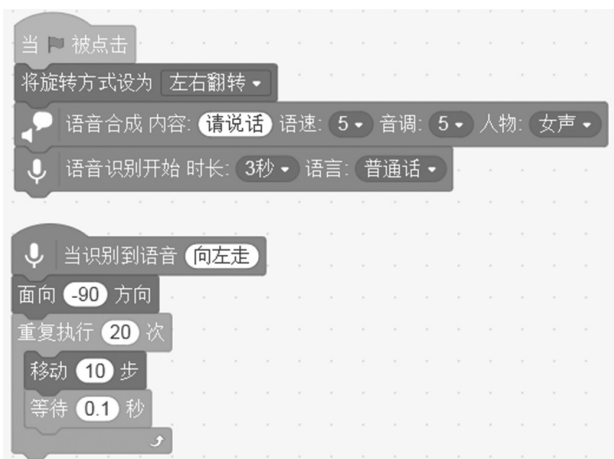 当 被点击
将旋转方式设为 左右翻转
语音合成 内容: 请说话 语速: 5 音调: 5 人物: 女声
语音识别开始 时长: 3秒 语言: 普通话
当识别到语音 向左走
面向 -90 方向
重复执行 20 次
移动 10 步
等待 0.1 秒